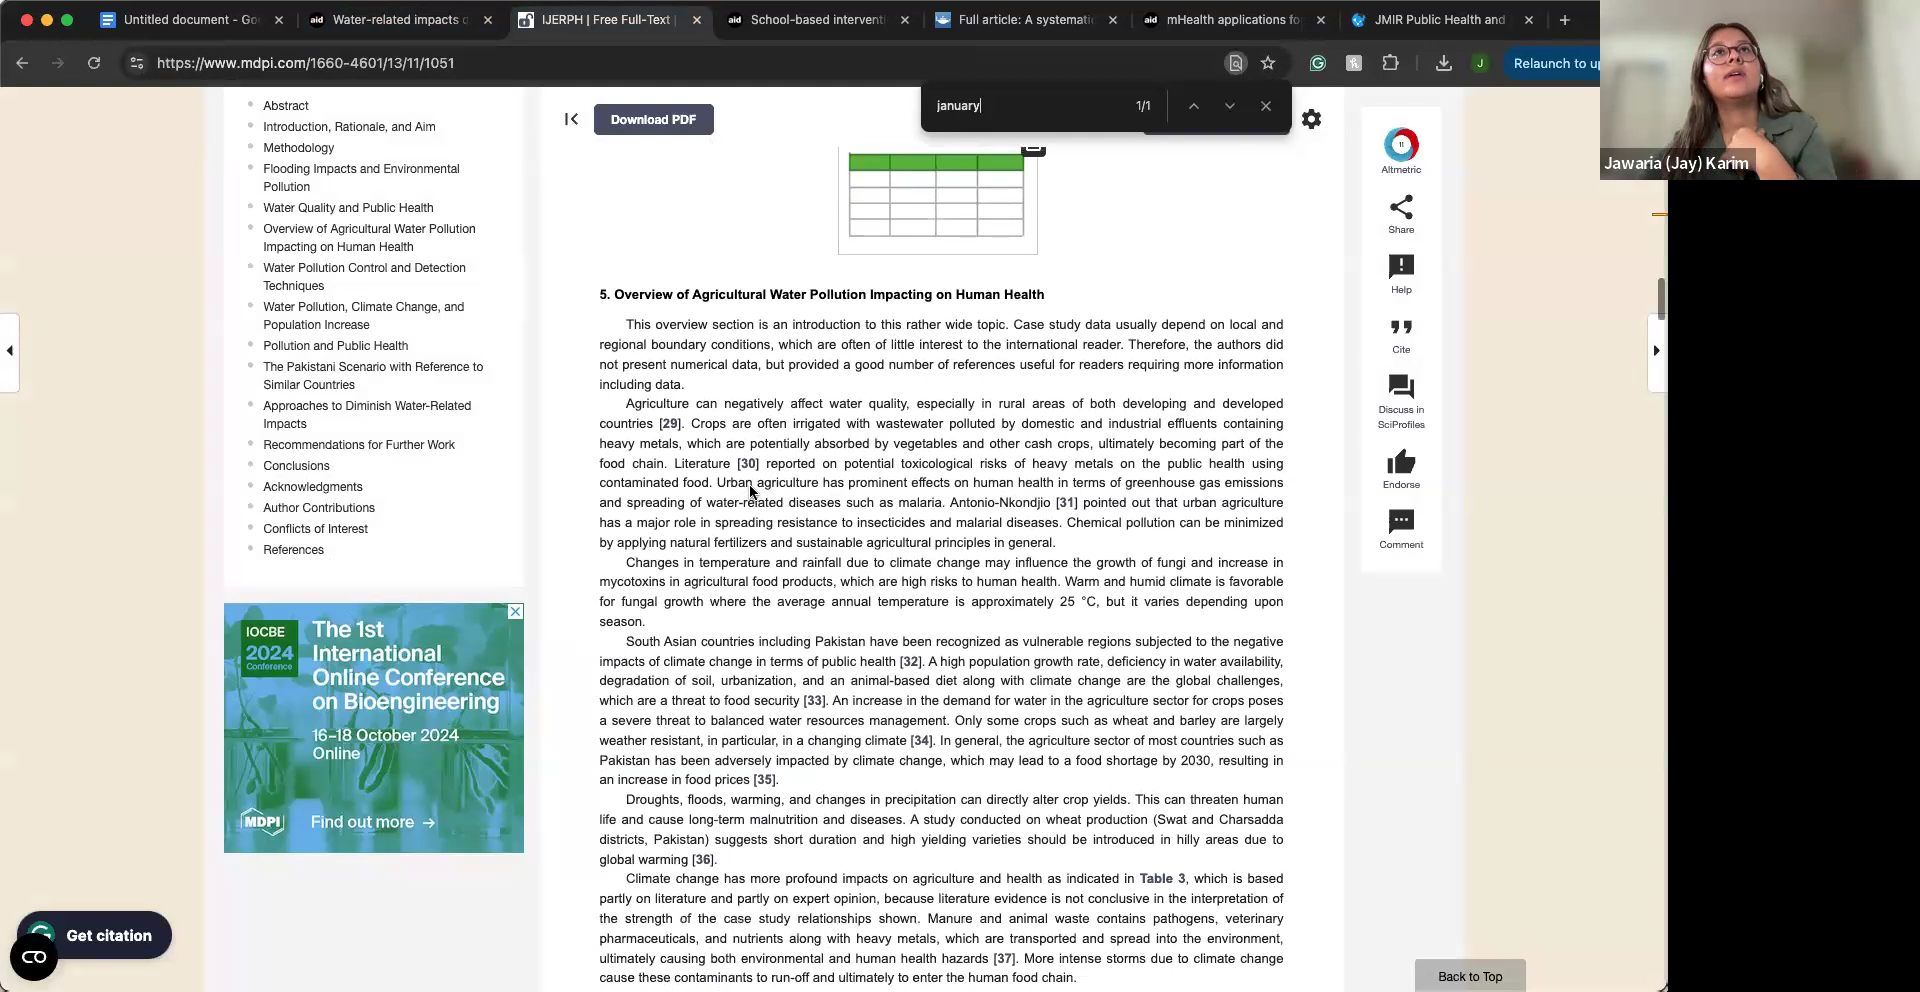 Untitled document - Go
Water-related impacts o
IJERPH | Free Full-Text |
School-based interventi
Full article: A systemati
mHealth applications fo
JMIR Public Health and
https://www.mdpi.com/1660-4601/13/11/1051
J
Relaunch to up
january
1/1
Jawaria (Jay) Karim
Download PDF
Abstract
Introduction, Rationale, and Aim
Methodology
Flooding Impacts and Environmental
Pollution
Water Quality and Public Health
Overview of Agricultural Water Pollution
Impacting on Human Health
Water Pollution Control and Detection
Techniques
Water Pollution, Climate Change, and
Population Increase
Pollution and Public Health
The Pakistani Scenario with Reference to
Similar Countries
Approaches to Diminish Water-Related
Impacts
Recommendations for Further Work
Conclusions
Acknowledgments
Author Contributions
Conflicts of Interest
References
IOCBE
2024
Conference
The 1st
International
Online Conference
on Bioengineering
16–18 October 2024
Online
MDPI
Find out more →
Get citation
5. Overview of Agricultural Water Pollution Impacting on Human Health
This overview section is an introduction to this rather wide topic. Case study data usually depend on local and
regional boundary conditions, which are often of little interest to the international reader. Therefore, the authors did
not present numerical data, but provided a good number of references useful for readers requiring more information
including data.
Agriculture can negatively affect water quality, especially in rural areas of both developing and developed
countries [29]. Crops are often irrigated with wastewater polluted by domestic and industrial effluents containing
heavy metals, which are potentially absorbed by vegetables and other cash crops, ultimately becoming part of the
food chain. Literature [30] reported on potential toxicological risks of heavy metals on the public health using
contaminated food. Urban agriculture has prominent effects on human health in terms of greenhouse gas emissions
and spreading of water-related diseases such as malaria. Antonio-Nkondjio [31] pointed out that urban agriculture
has a major role in spreading resistance to insecticides and malarial diseases. Chemical pollution can be minimized
by applying natural fertilizers and sustainable agricultural principles in general.
Changes in temperature and rainfall due to climate change may influence the growth of fungi and increase in
mycotoxins in agricultural food products, which are high risks to human health. Warm and humid climate is favorable
for fungal growth where the average annual temperature is approximately 25 °C, but it varies depending upon
season.
South Asian countries including Pakistan have been recognized as vulnerable regions subjected to the negative
impacts of climate change in terms of public health [32]. A high population growth rate, deficiency in water availability,
degradation of soil, urbanization, and an animal-based diet along with climate change are the global challenges,
which are a threat to food security [33]. An increase in the demand for water in the agriculture sector for crops poses
a severe threat to balanced water resources management. Only some crops such as wheat and barley are largely
weather resistant, in particular, in a changing climate [34]. In general, the agriculture sector of most countries such as
Pakistan has been adversely impacted by climate change, which may lead to a food shortage by 2030, resulting in
an increase in food prices [35].
Droughts, floods, warming, and changes in precipitation can directly alter crop yields. This can threaten human
life and cause long-term malnutrition and diseases. A study conducted on wheat production (Swat and Charsadda
districts, Pakistan) suggests short duration and high yielding varieties should be introduced in hilly areas due to
global warming [36].
Climate change has more profound impacts on agriculture and health as indicated in Table 3, which is based
partly on literature and partly on expert opinion, because literature evidence is not conclusive in the interpretation of
the strength of the case study relationships shown. Manure and animal waste contains pathogens, veterinary
pharmaceuticals, and nutrients along with heavy metals, which are transported and spread into the environment,
ultimately causing both environmental and human health hazards [37]. More intense storms due to climate change
cause these contaminants to run-off and ultimately to enter the human food chain.
11
Altmetric
Share
Help
Cite
Discuss in
SciProfiles
Endorse
Comment
Back to Top